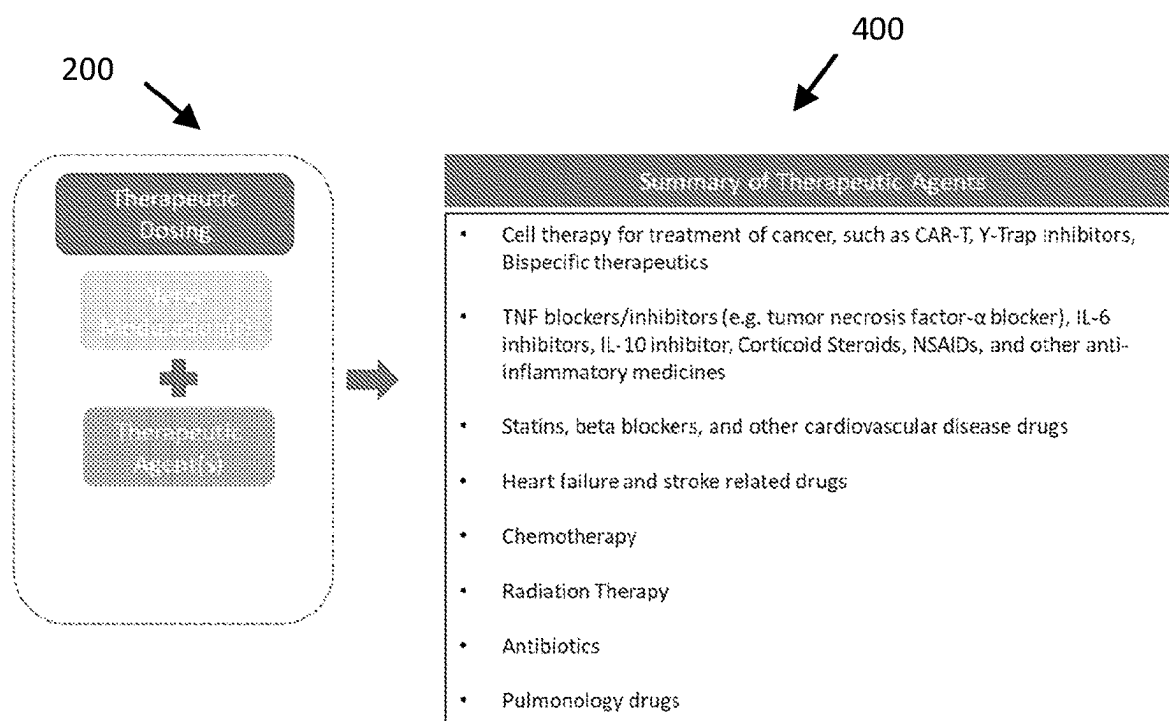 200
400
Therapeutic
Dosing
Therapeutic
Agent(s)
Summary of Therapeutic Agents
• Cell therapy for treatment of cancer, such as CAR-T, Y-Trap inhibitors,
Bispecific therapeutics
• TNF blockers/inhibitors (e.g. tumor necrosis factor-α blocker), IL-6
inhibitors, IL-10 inhibitor, Corticoid Steroids, NSAIDs, and other anti-
inflammatory medicines
• Statins, beta blockers, and other cardiovascular disease drugs
• Heart failure and stroke related drugs
• Chemotherapy
• Radiation Therapy
• Antibiotics
• Pulmonology drugs